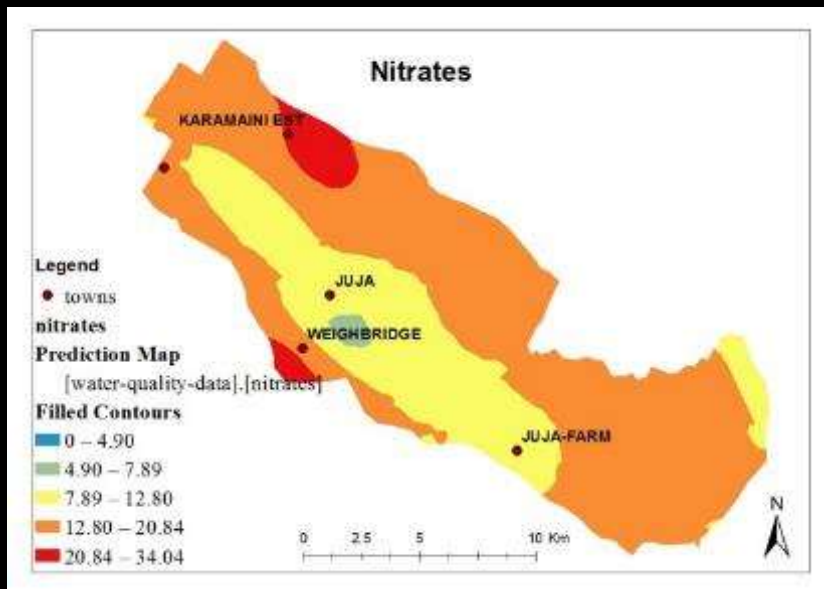 Nitrates
KARAMAINI EST
JUJA
WEIGHBRIDGE
JUJA-FARM
Legend
towns
nitrates
Prediction Map
[water-quality-data].[nitrates]
Filled Contours
0 – 4.90
4.90 – 7.89
7.89 – 12.80
12.80 – 20.84
20.84 – 34.04
0 2.5 5 10 Km
N